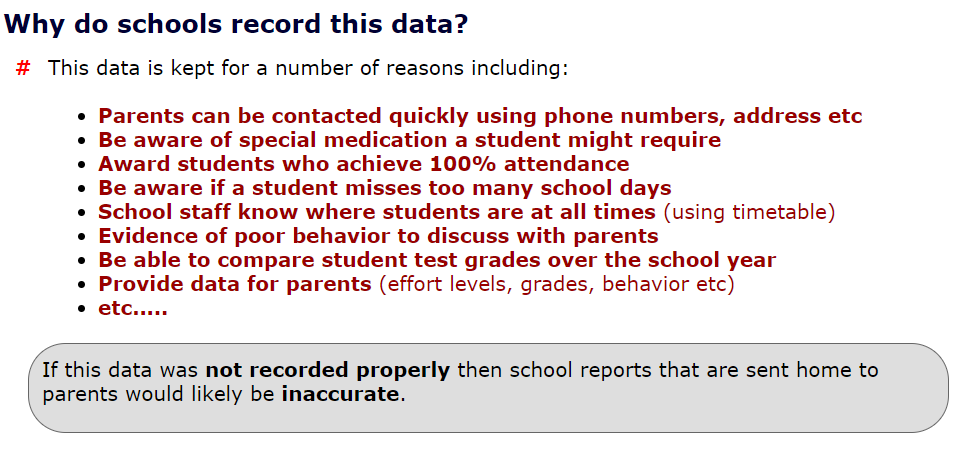 Why do schools record this data?
# This data is kept for a number of reasons including:
• Parents can be contacted quickly using phone numbers, address etc
• Be aware of special medication a student might require
• Award students who achieve 100% attendance
• Be aware if a student misses too many school days
• School staff know where students are at all times (using timetable)
• Evidence of poor behavior to discuss with parents
• Be able to compare student test grades over the school year
• Provide data for parents (effort levels, grades, behavior etc)
• etc.....
If this data was not recorded properly then school reports that are sent home to
parents would likely be inaccurate.